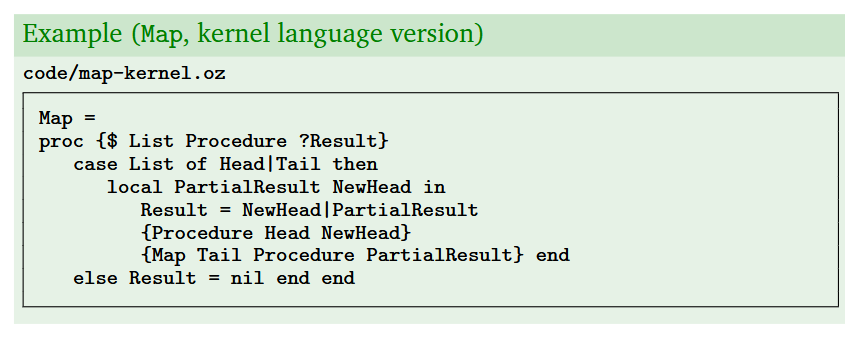 Example (Map, kernel language version)
code/map-kernel.oz
Map =
proc {$ List Procedure ?Result}
   case List of Head|Tail then
      local PartialResult NewHead in
         Result = NewHead|PartialResult
         {Procedure Head NewHead}
         {Map Tail Procedure PartialResult} end
   else Result = nil end end